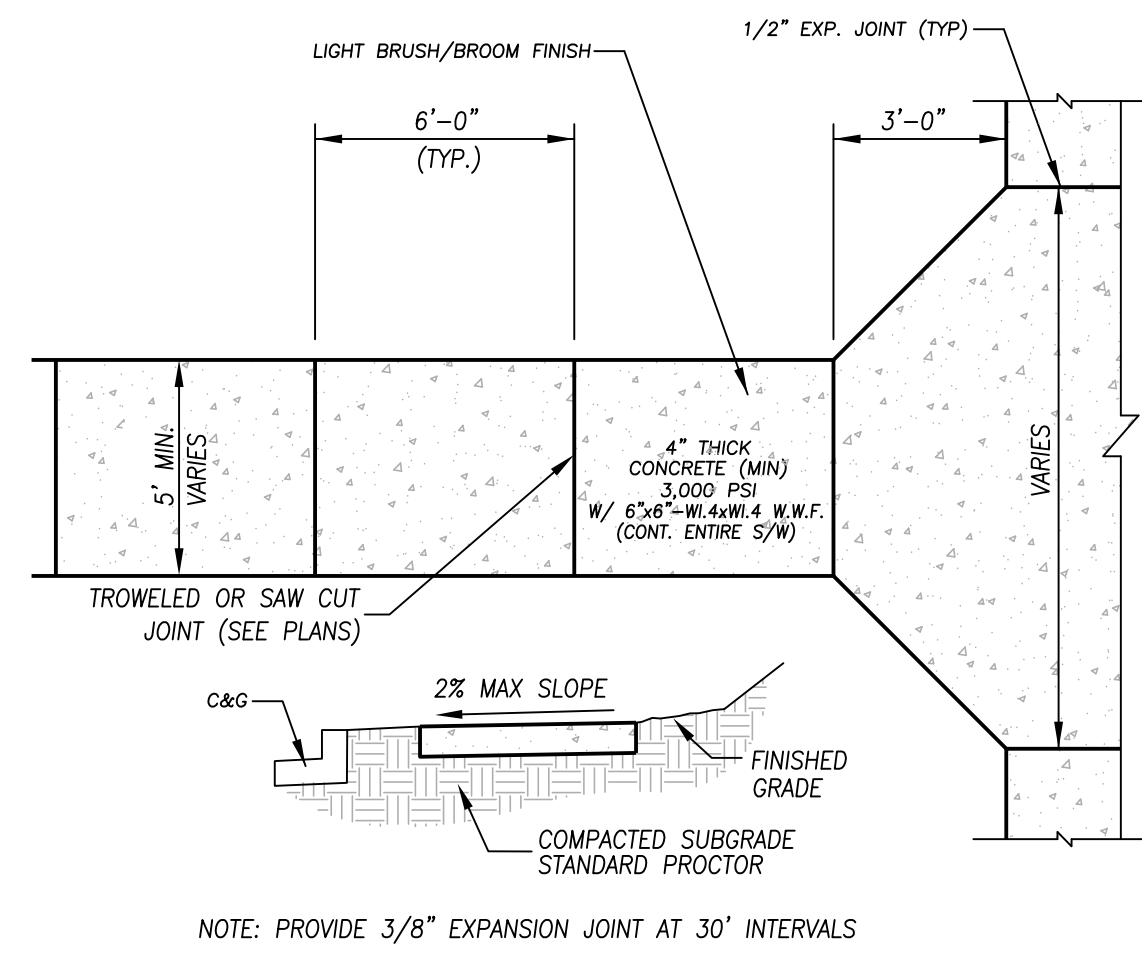 1/2" EXP. JOINT (TYP)
LIGHT BRUSH/BROOM FINISH
6'-0"
(TYP.)
3'-0"
5' MIN.
VARIES
4" THICK
CONCRETE (MIN)
3,000 PSI
W/ 6"x6"-W1.4xW1.4 W.W.F.
(CONT. ENTIRE S/W)
VARIES
TROWELED OR SAW CUT
JOINT (SEE PLANS)
2% MAX SLOPE
C&G
FINISHED
GRADE
COMPACTED SUBGRADE
STANDARD PROCTOR
NOTE: PROVIDE 3/8" EXPANSION JOINT AT 30' INTERVALS